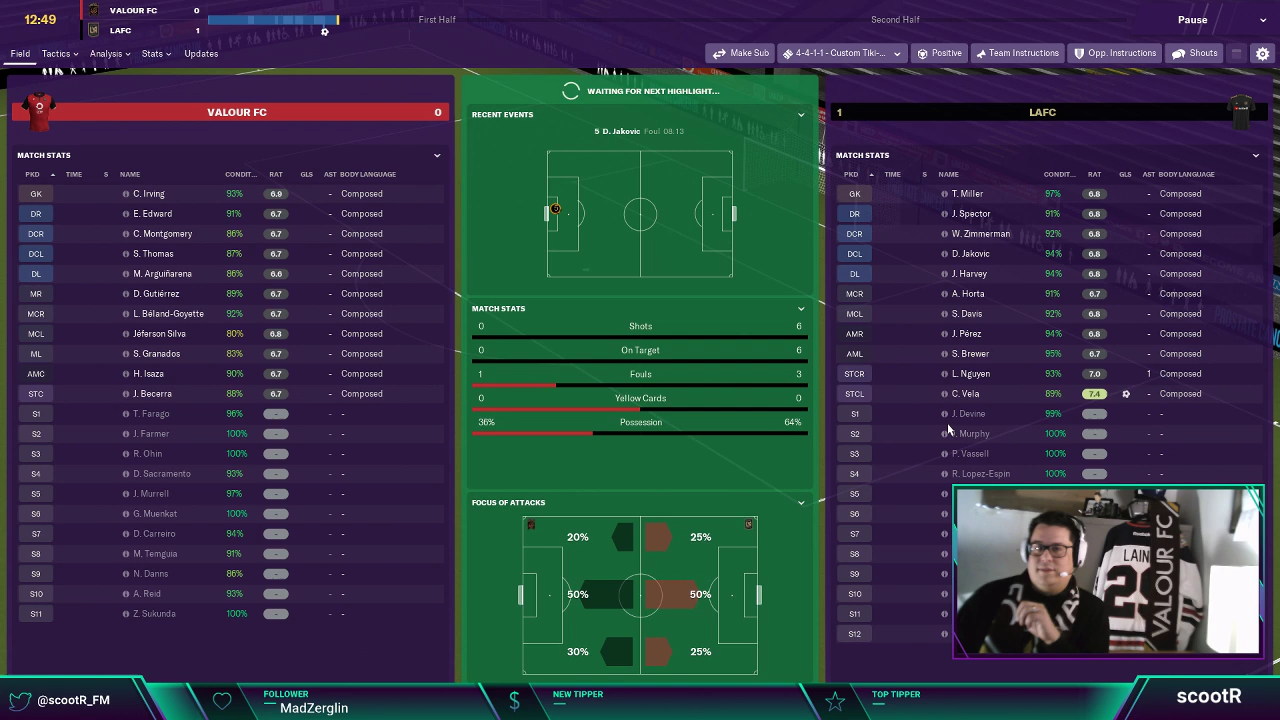 12:49
VALOUR FC 0
LAFC 1
First Half
Second Half
Pause
Field Tactics Analysis Stats Updates
Make Sub
4-4-1-1 - Custom Tiki-...
Positive
Team Instructions
Opp. Instructions
Shouts
VALOUR FC 0
MATCH STATS
PKD TIME S NAME CONDIT... RAT GLS AST BODY LANGUAGE
GK C. Irving 93% 6.9 - Composed
DR E. Edward 91% 6.7 - Composed
DCR C. Montgomery 86% 6.7 - Composed
DCL S. Thomas 87% 6.7 - Composed
DL M. Arguiñarena 86% 6.6 - Composed
MR D. Gutiérrez 89% 6.7 - Composed
MCR L. Béland-Goyette 92% 6.7 - Composed
MCL Jéferson Silva 80% 6.8 - Composed
ML S. Granados 83% 6.7 - Composed
AMC H. Isaza 90% 6.7 - Composed
STC J. Becerra 88% 6.7 - Composed
S1 T. Farago 96% - - -
S2 J. Farmer 100% - - -
S3 R. Ohin 100% - - -
S4 D. Sacramento 93% - - -
S5 J. Murrell 97% - - -
S6 G. Muenkat 100% - - -
S7 D. Carreiro 94% - - -
S8 M. Temguia 91% - - -
S9 N. Danns 86% - - -
S10 A. Reid 93% - - -
S11 Z. Sukunda 100% - - -
WAITING FOR NEXT HIGHLIGHT...
RECENT EVENTS
5 D. Jakovic Foul 08:13
MATCH STATS
0 Shots 6
0 On Target 6
1 Fouls 3
0 Yellow Cards 0
36% Possession 64%
FOCUS OF ATTACKS
20% 25%
50% 50%
30% 25%
1 LAFC
MATCH STATS
PKD TIME S NAME CONDIT... RAT GLS AST BODY LANGUAGE
GK T. Miller 97% 6.8 - Composed
DR J. Spector 91% 6.8 - Composed
DCR W. Zimmerman 92% 6.8 - Composed
DCL D. Jakovic 94% 6.8 - Composed
DL J. Harvey 94% 6.8 - Composed
MCR A. Horta 91% 6.7 - Composed
MCL S. Davis 92% 6.8 - Composed
AMR J. Pérez 94% 6.8 - Composed
AML S. Brewer 95% 6.7 - Composed
STCR L. Nguyen 93% 7.0 1 Composed
STCL C. Vela 89% 7.4 - Composed
S1 J. Devine 99% - - -
S2 Murphy 100% - - -
S3 P. Vassell 100% - - -
S4 R. Lopez-Espin 100% - - -
S5
S6
S7
S8
S9
S10
S11
S12
LAIN
2
VALOUR FC
@scootR_FM
FOLLOWER
MadZerglin
NEW TIPPER
TOP TIPPER
scootR